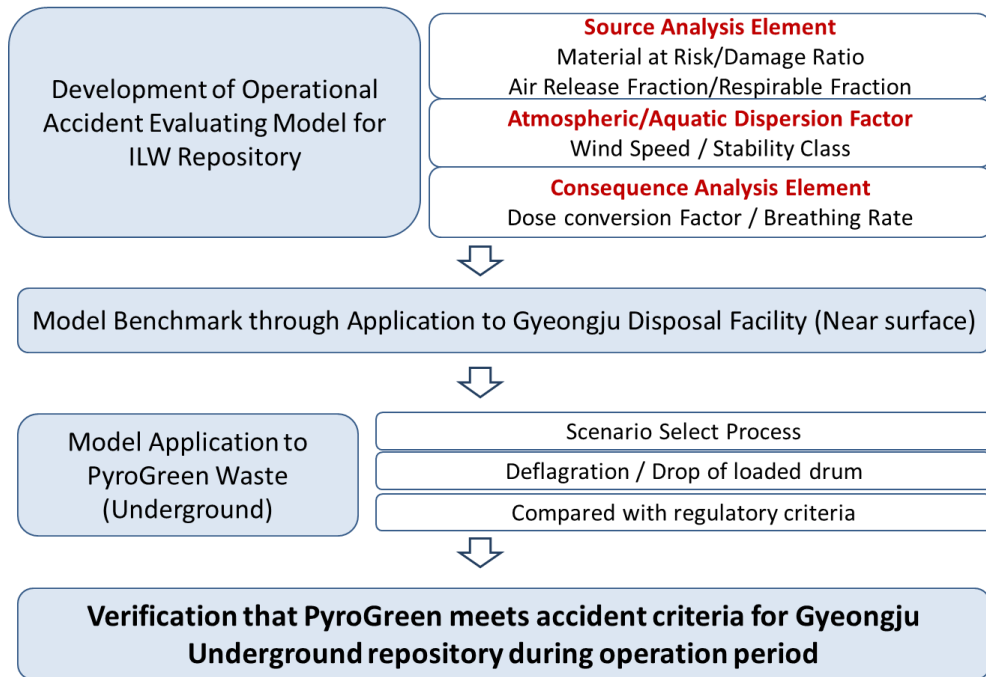 Development of Operational
Accident Evaluating Model for
ILW Repository
Source Analysis Element
Material at Risk/Damage Ratio
Air Release Fraction/Respirable Fraction
Atmospheric/Aquatic Dispersion Factor
Wind Speed / Stability Class
Consequence Analysis Element
Dose conversion Factor / Breathing Rate
Model Benchmark through Application to Gyeongju Disposal Facility (Near surface)
Model Application to
PyroGreen Waste
(Underground)
Scenario Select Process
Deflagration / Drop of loaded drum
Compared with regulatory criteria
Verification that PyroGreen meets accident criteria for Gyeongju
Underground repository during operation period